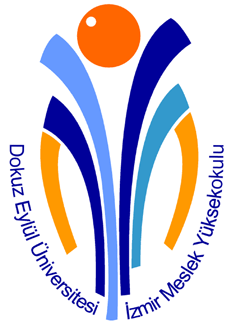 Dokuz Eylül Üniversitesi
İzmir Meslek Yüksekokulu